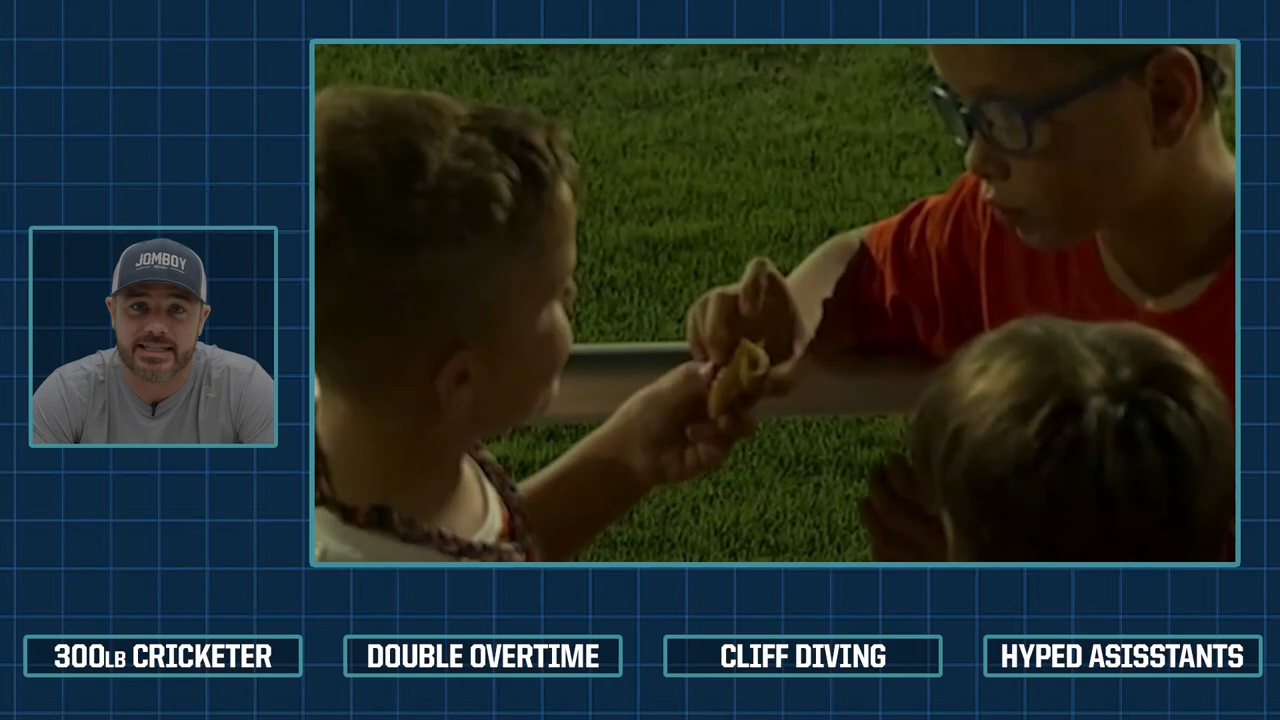 JOMBOY
300LB CRICKETER
DOUBLE OVERTIME
CLIFF DIVING
HYPED ASISSTANTS